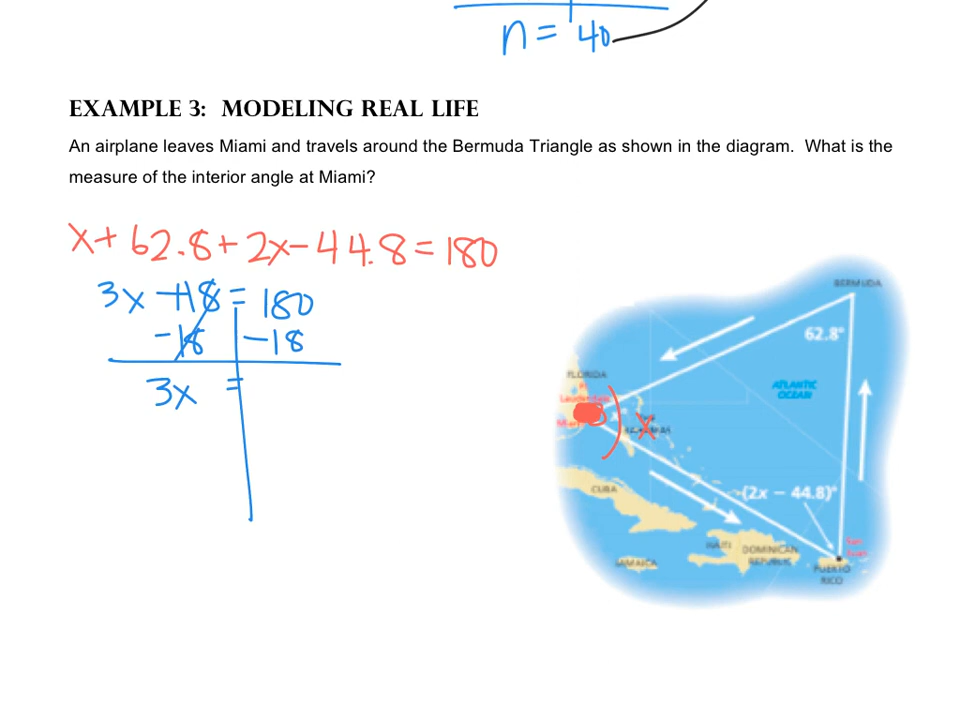 n = 40
EXAMPLE 3: MODELING REAL LIFE
An airplane leaves Miami and travels around the Bermuda Triangle as shown in the diagram. What is the
measure of the interior angle at Miami?
x + 62.8 + 2x - 44.8 = 180
3x + 18 = 180
-18 -18
3x =
BERMUDA
62.8°
FLORIDA
ATLANTIC
OCEAN
x
(2x − 44.8)°
CUBA
HAITI
DOMINICAN
REPUBLIC
San
Juan
JAMAICA
PUERTO
RICO